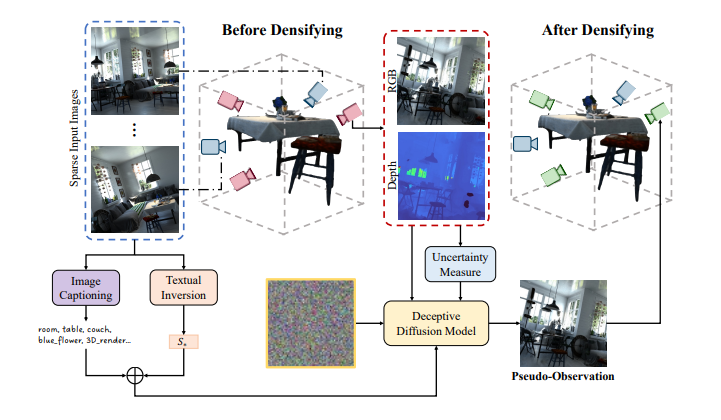 Before Densifying
After Densifying
Sparse Input Images
...
RGB
Depth
Image
Captioning
Textual
Inversion
Uncertainty
Measure
room, table, couch,
blue_flower, 3D_render...
S*
Deceptive
Diffusion Model
Pseudo-Observation